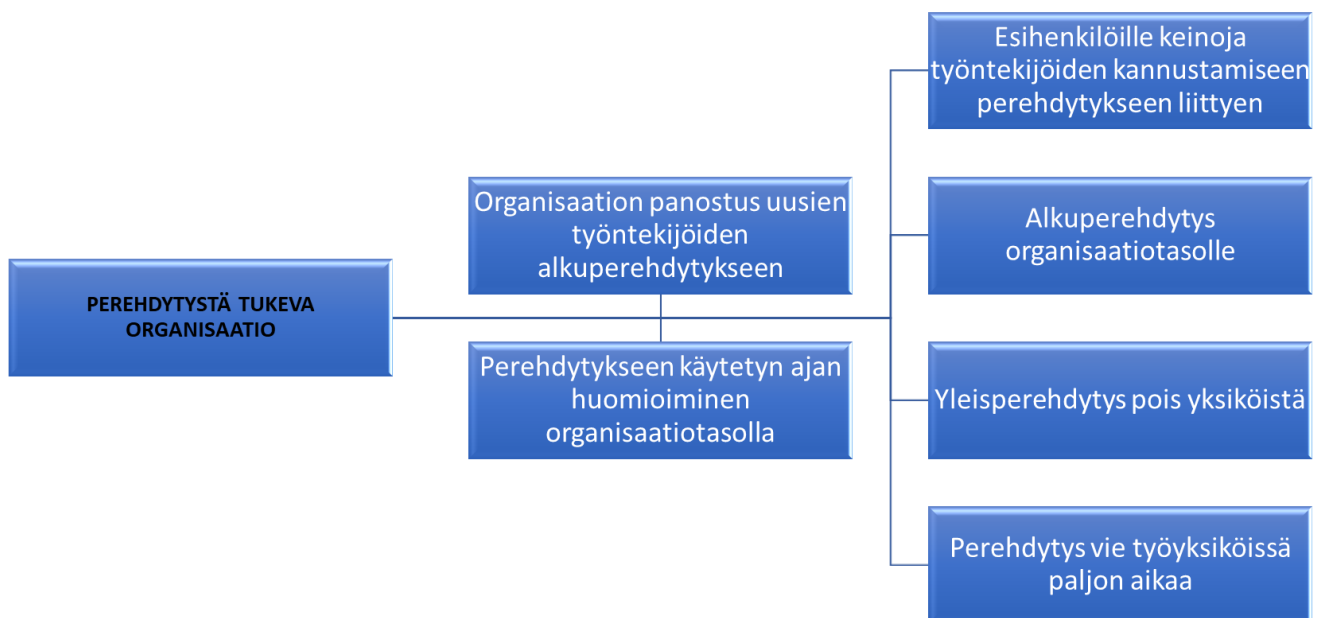 PEREHDYTYSTÄ TUKEVA
ORGANISAATIO
Organisaation panostus uusien
työntekijöiden
alkuperehdytykseen
Perehdytykseen käytetyn ajan
huomioiminen
organisaatiotasolla
Esihenkilöille keinoja
työntekijöiden kannustamiseen
perehdytykseen liittyen
Alkuperehdytys
organisaatiotasolle
Yleisperehdytys pois yksiköistä
Perehdytys vie työyksiköissä
paljon aikaa